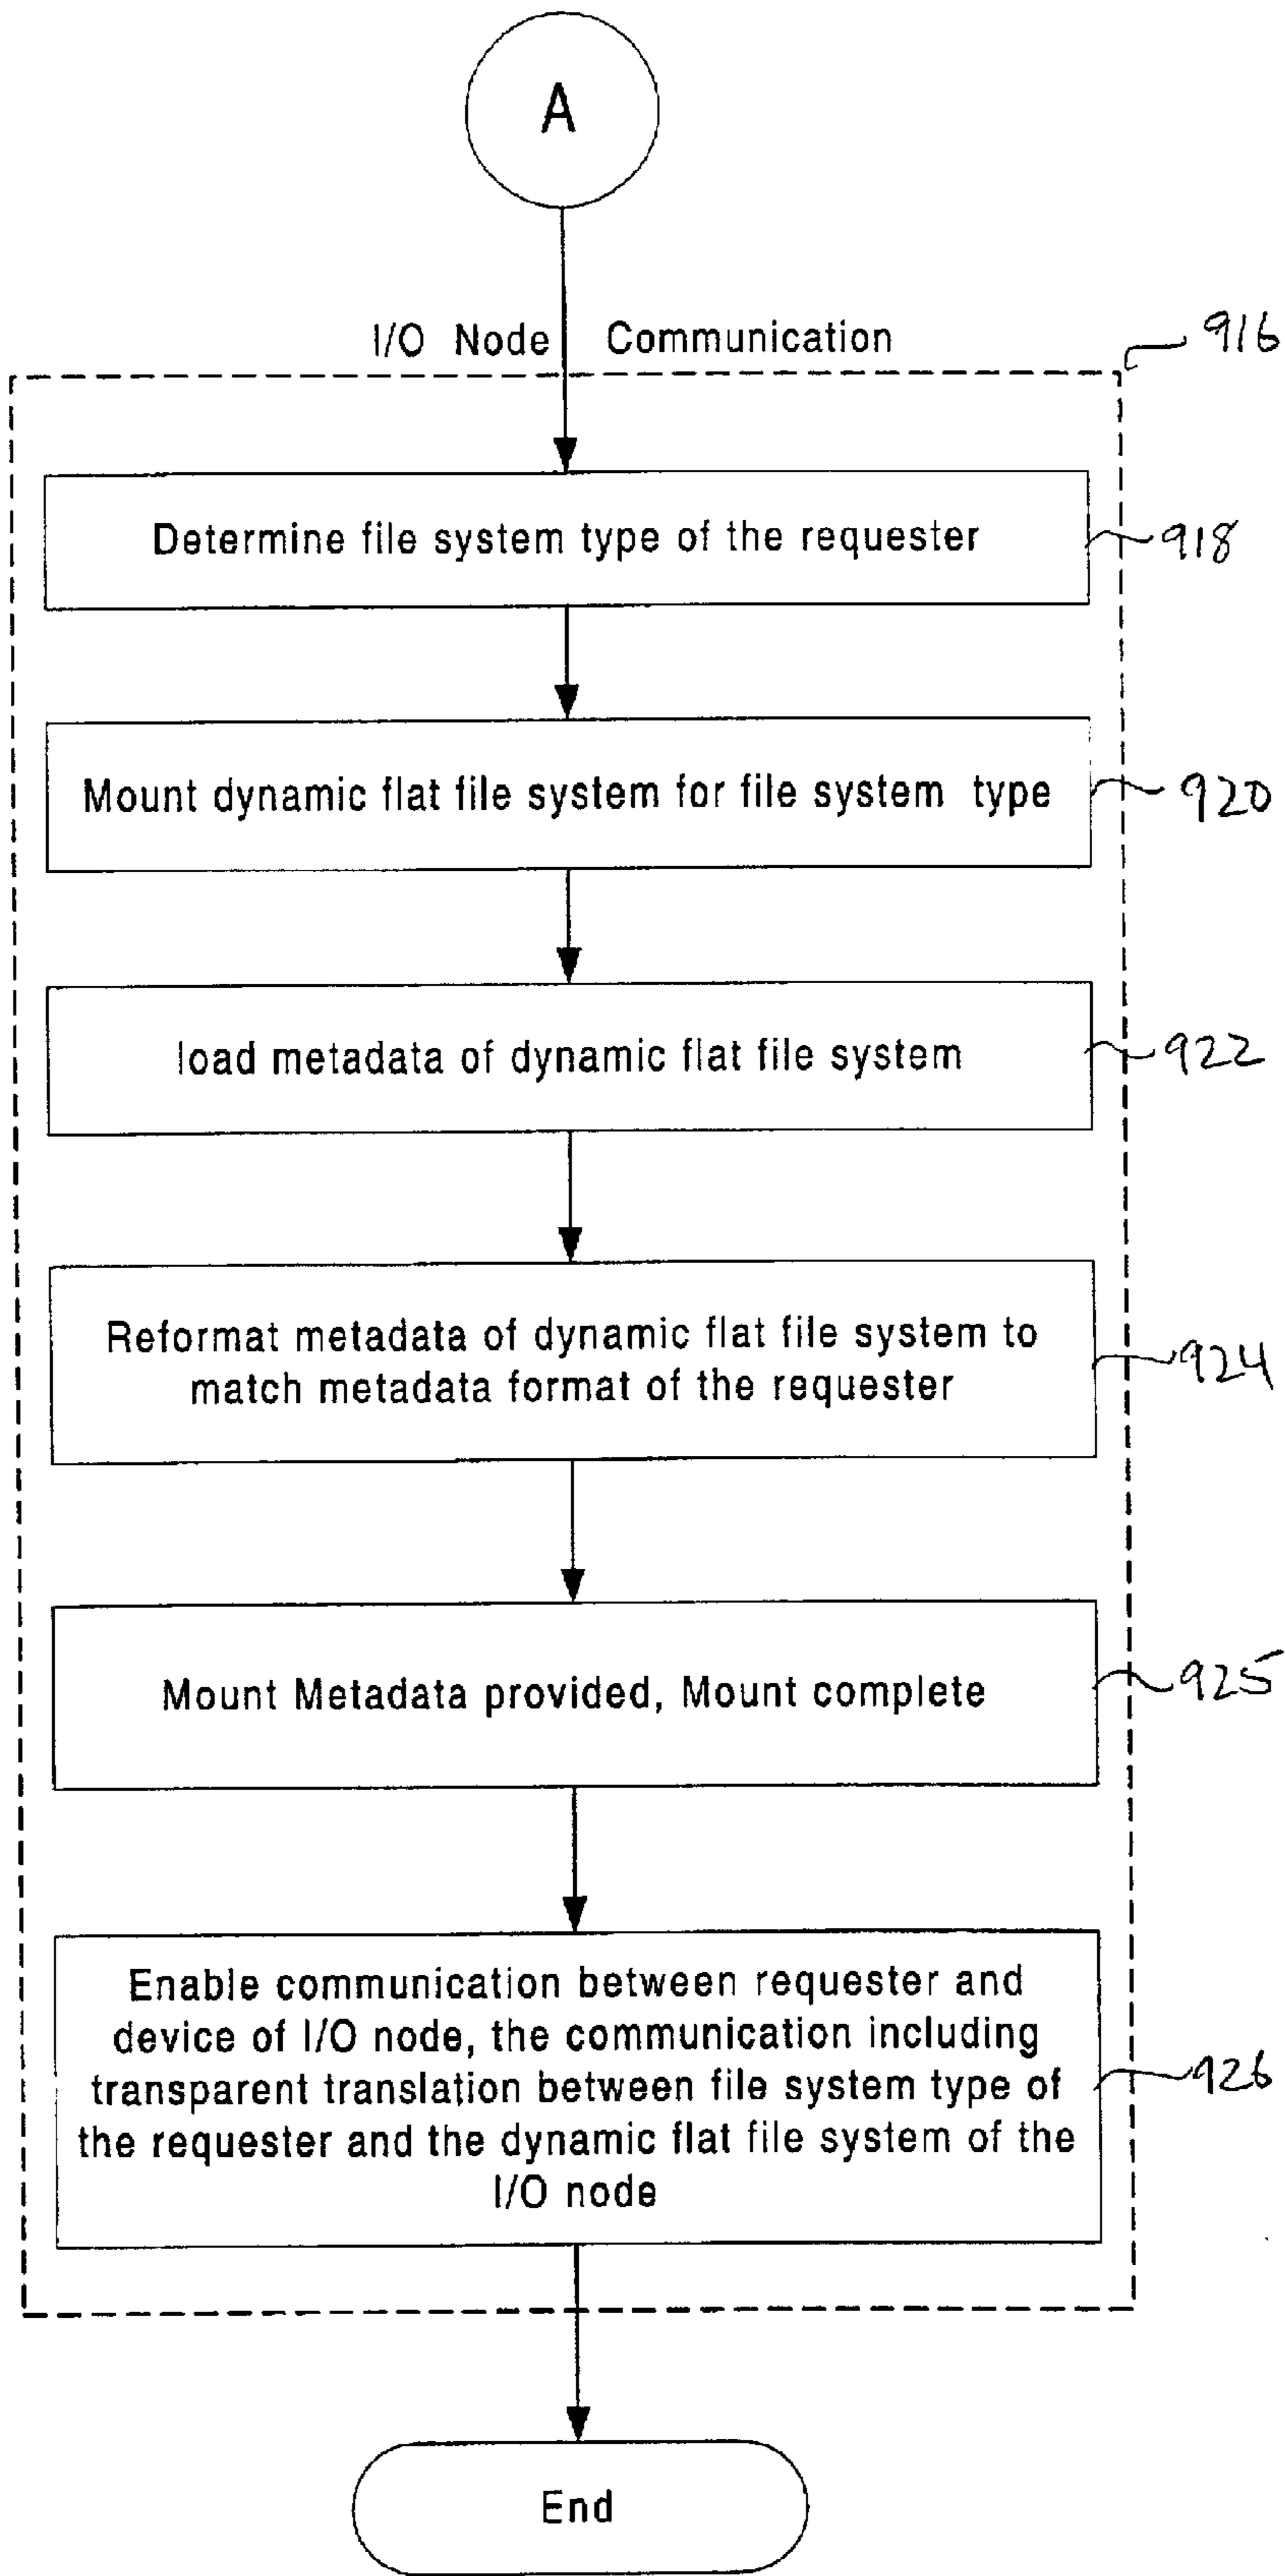 A
I/O Node Communication
916
Determine file system type of the requester
918
Mount dynamic flat file system for file system type
920
load metadata of dynamic flat file system
922
Reformat metadata of dynamic flat file system to
match metadata format of the requester
924
Mount Metadata provided, Mount complete
925
Enable communication between requester and
device of I/O node, the communication including
transparent translation between file system type of
the requester and the dynamic flat file system of the
I/O node
926
End